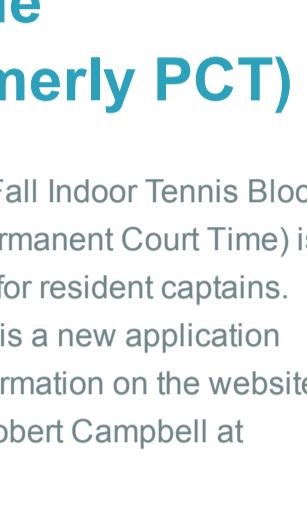 e
merly PCT)
Fall Indoor Tennis Bloc
rmanent Court Time) is
for resident captains.
is a new application
rmation on the website
obert Campbell at